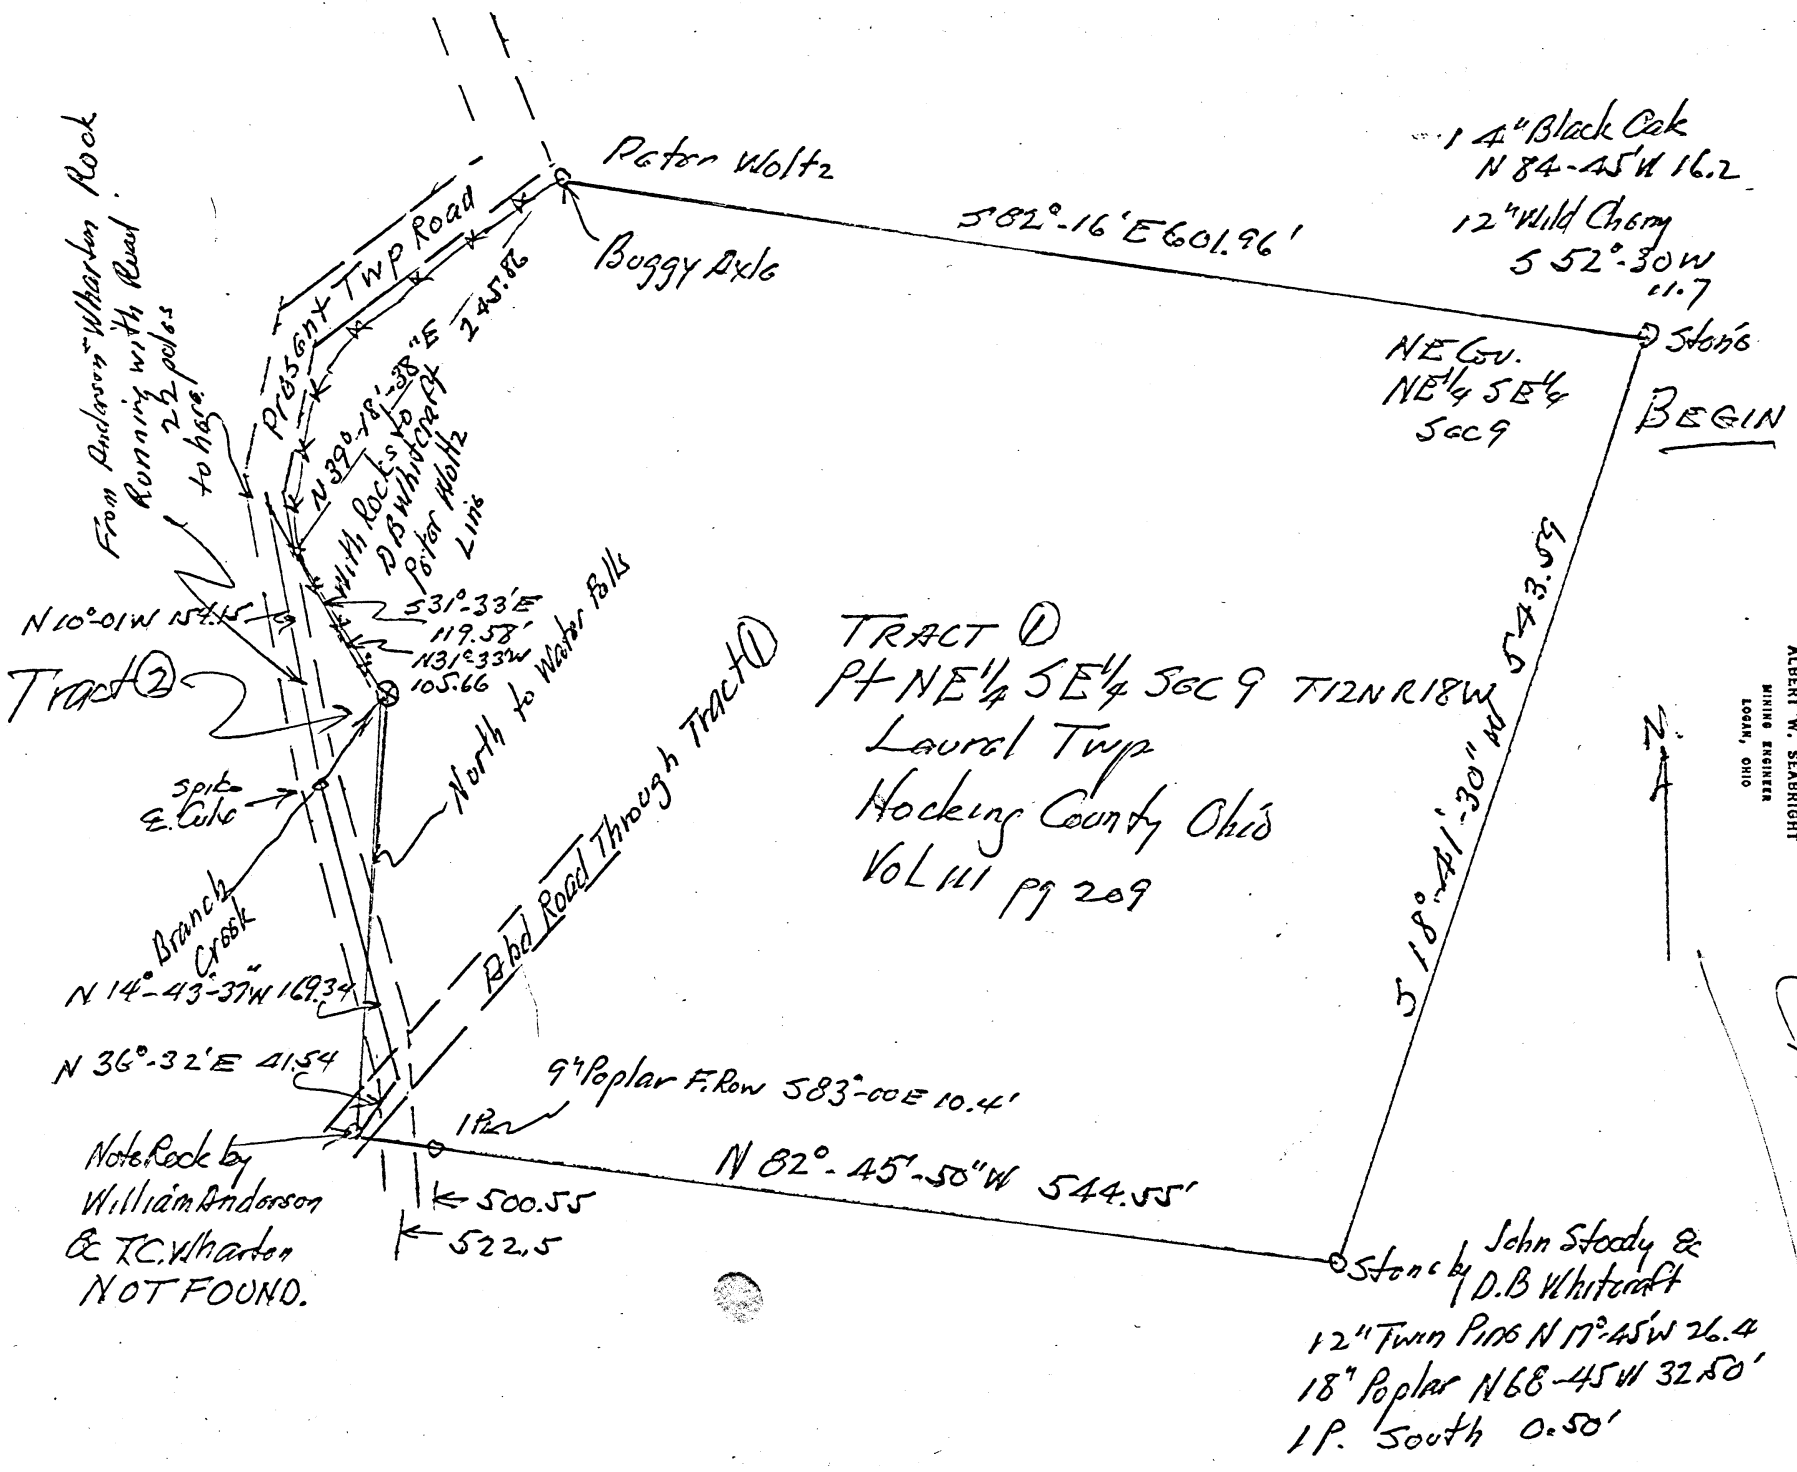 From Anderson "Wharton Rock
Running with Road
22 poles
to here.
Present Twp Road
Peter Woltz
Buggy Axle
S 82°-16' E 601.96'
14" Black Oak
N 84-45' W 16.2
12" Wild Cherry
S 52°-30 W
11.7
Stone
NE Cor.
NE 1/4 SE 1/4
Sec 9
BEGIN
N 39°-18'-38" E 245.86
With Rocks to
D B Whitcraft
Peter Woltz
Line
S 31°-33' E
119.58'
N 31°-33 W
105.66
N 10°-01 W 154.15
Tract ②
North to Water Falls
Spike
E. Culv
Branch
Creek
Abd Road Through Tract ①
TRACT ①
Pt NE 1/4 SE 1/4 Sec 9 T12N R18W
Laurel Twp
Hocking County Ohio
Vol 111 pg 209
S 18°-41'-30" W 543.59
N
ALBERT W. SEABRIGHT
MINING ENGINEER
LOGAN, OHIO
N 14°-43'-37" W 169.34
N 36°-32' E 41.54
9" Poplar F. Row S 83°-00 E 10.4'
I Pin
N 82°-45'-50" W 544.55'
500.55
522.5
Note Rock by
William Anderson
& T.C. Wharton
NOT FOUND.
Stone by John Stoody &
D.B Whitcraft
12" Twin Pine N 17°-45' W 26.4
18" Poplar N 68-45 W 32.50'
I P. South 0.50'